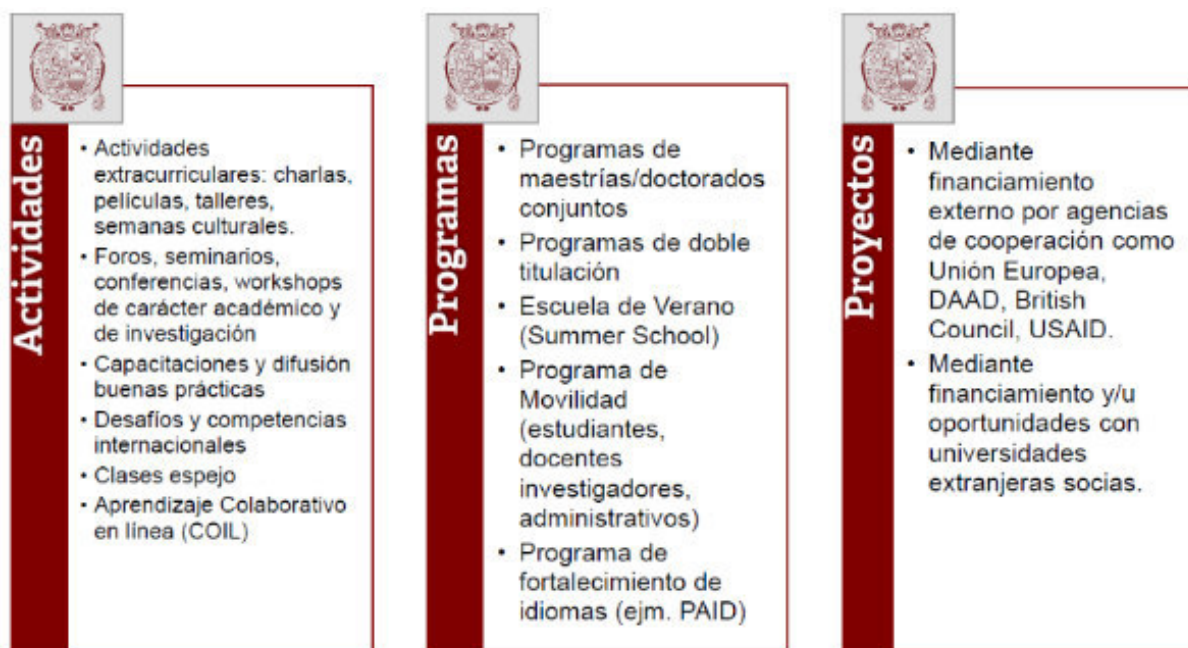 Actividades
• Actividades
extracurriculares: charlas,
películas, talleres,
semanas culturales.
• Foros, seminarios,
conferencias, workshops
de carácter académico y
de investigación
• Capacitaciones y difusión
buenas prácticas
• Desafíos y competencias
internacionales
• Clases espejo
• Aprendizaje Colaborativo
en línea (COIL)
Programas
• Programas de
maestrías/doctorados
conjuntos
• Programas de doble
titulación
• Escuela de Verano
(Summer School)
• Programa de
Movilidad
(estudiantes,
docentes
investigadores,
administrativos)
• Programa de
fortalecimiento de
idiomas (ejm. PAID)
Proyectos
• Mediante
financiamiento
externo por agencias
de cooperación como
Unión Europea,
DAAD, British
Council, USAID.
• Mediante
financiamiento y/u
oportunidades con
universidades
extranjeras socias.